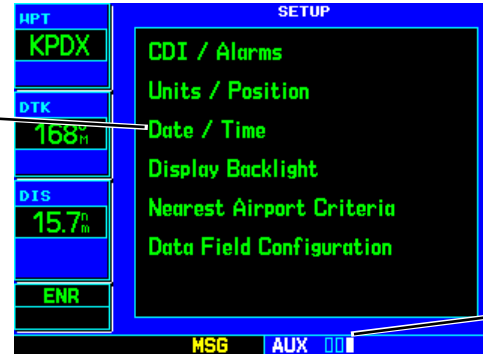 WPT
KPDX
DTK
168°M
DIS
15.7nm
ENR
SETUP
CDI / Alarms
Units / Position
Date / Time
Display Backlight
Nearest Airport Criteria
Data Field Configuration
MSG AUX